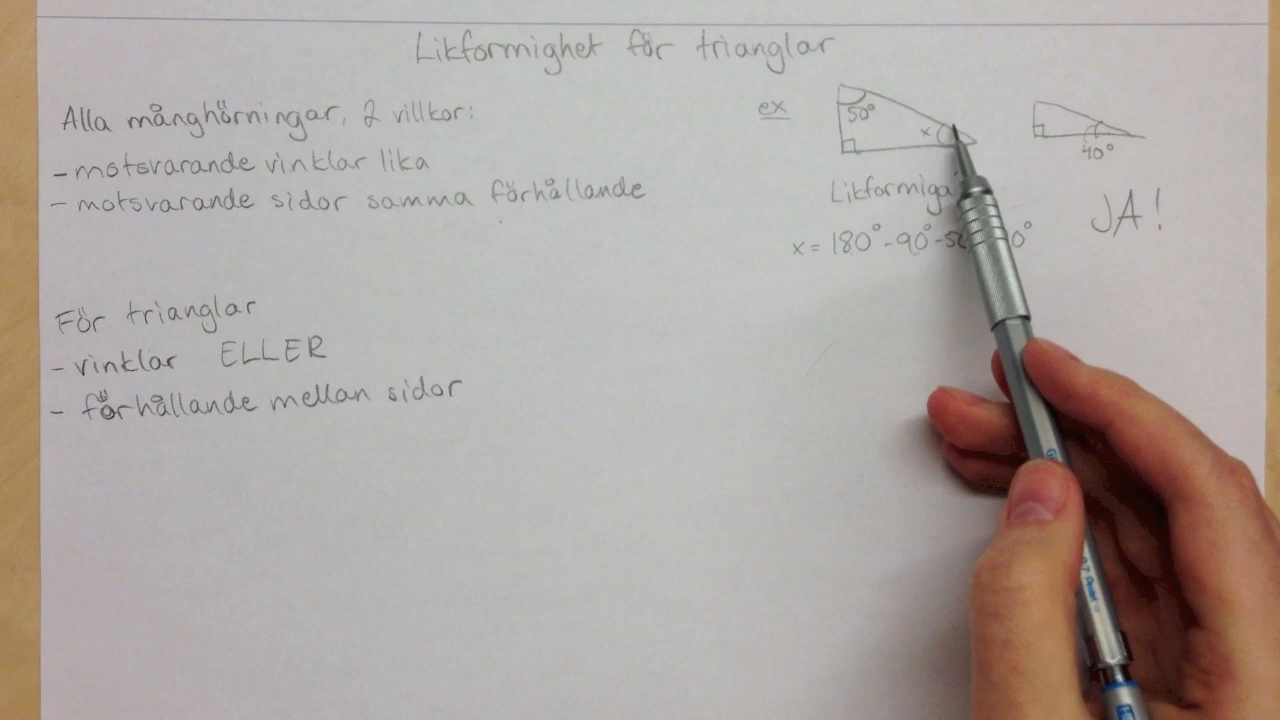 Likformighet för trianglar
Alla månghörningar, 2 villkor:
- motsvarande vinklar lika
- motsvarande sidor samma förhållande
För trianglar
- vinklar ELLER
- förhållande mellan sidor
ex
50°
x
40°
Likformiga
JA!
x = 180° - 90° -